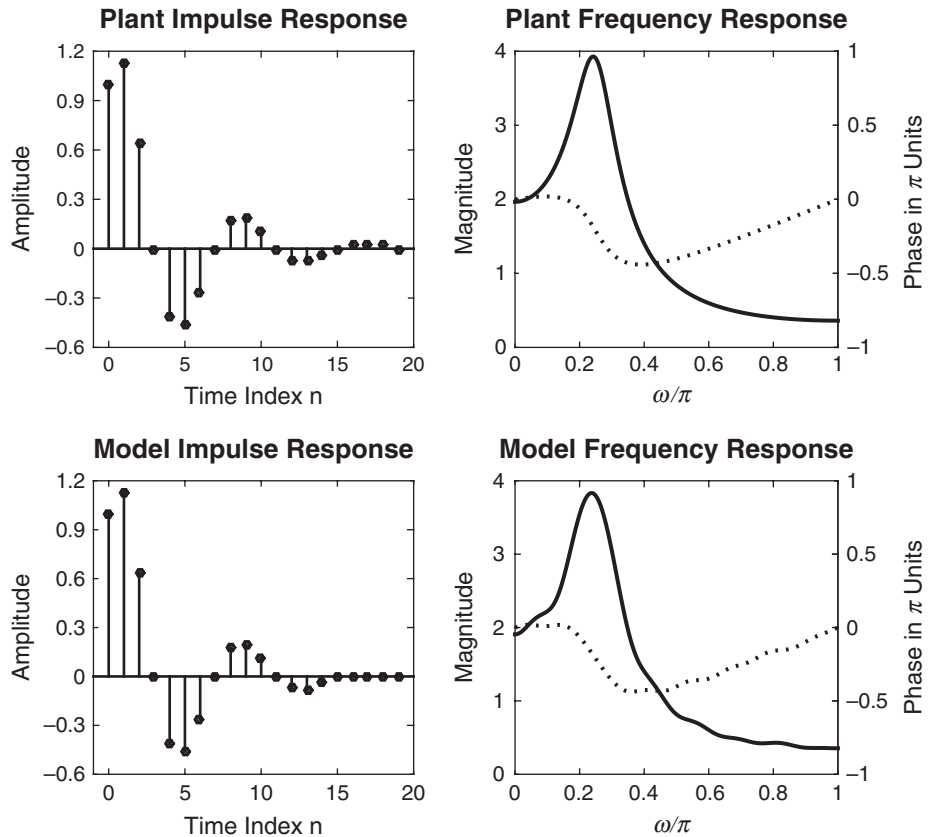 Plant Impulse Response
1.2
0.9
0.6
0.3
0
−0.3
−0.6
Amplitude
0 5 10 15 20
Time Index n
Plant Frequency Response
4
3
2
1
0
Magnitude
1
0.5
0
−0.5
−1
Phase in π Units
0 0.2 0.4 0.6 0.8 1
ω/π
Model Impulse Response
1.2
0.9
0.6
0.3
0
−0.3
−0.6
Amplitude
0 5 10 15 20
Time Index n
Model Frequency Response
4
3
2
1
0
Magnitude
1
0.5
0
−0.5
−1
Phase in π Units
0 0.2 0.4 0.6 0.8 1
ω/π